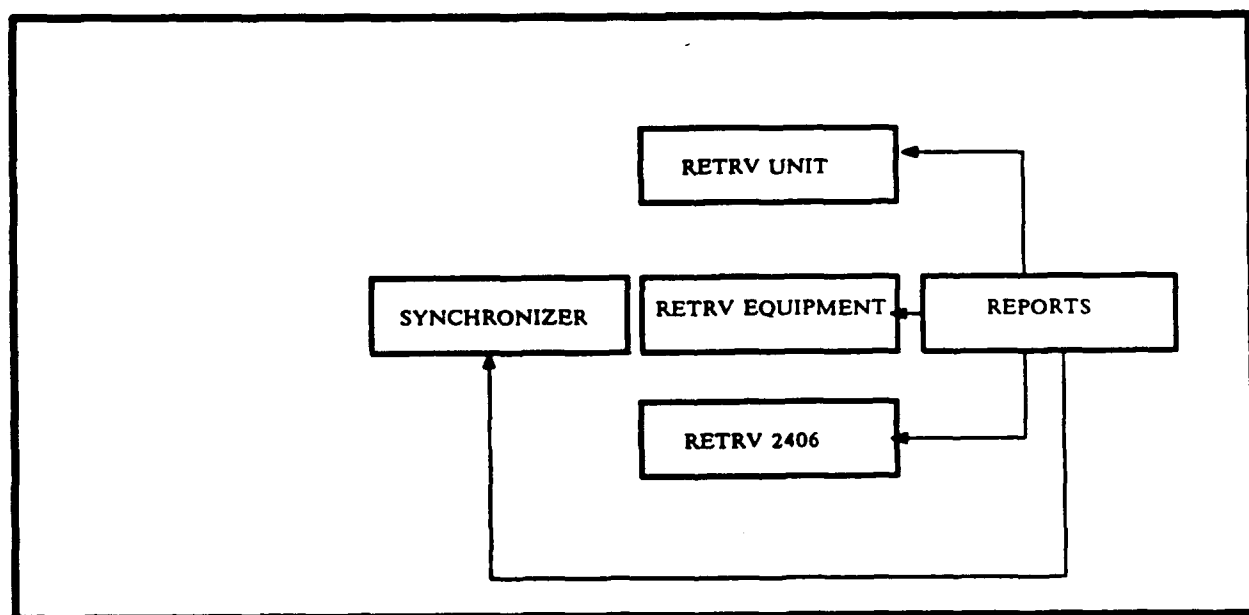 RETRV UNIT
SYNCHRONIZER
RETRV EQUIPMENT
REPORTS
RETRV 2406